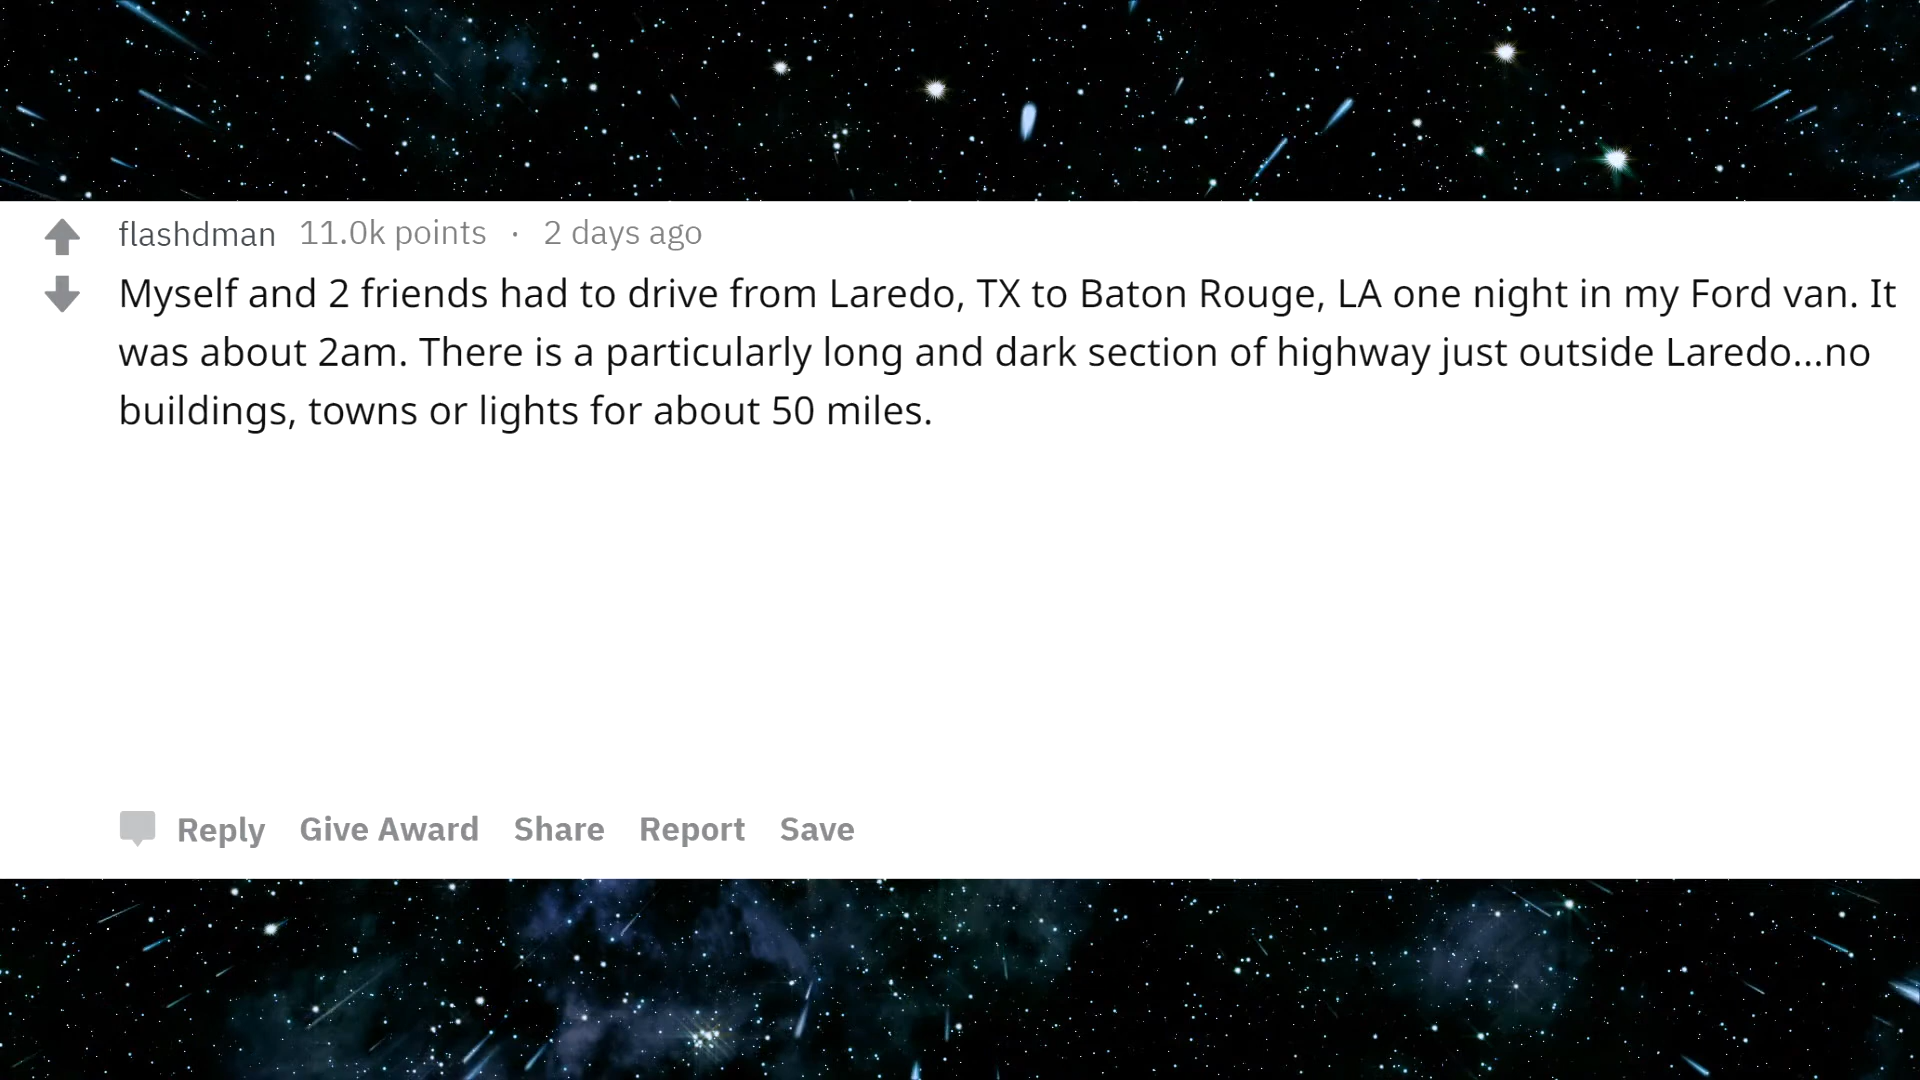 flashdman 11.0k points · 2 days ago
Myself and 2 friends had to drive from Laredo, TX to Baton Rouge, LA one night in my Ford van. It
was about 2am. There is a particularly long and dark section of highway just outside Laredo...no
buildings, towns or lights for about 50 miles.
Reply Give Award Share Report Save